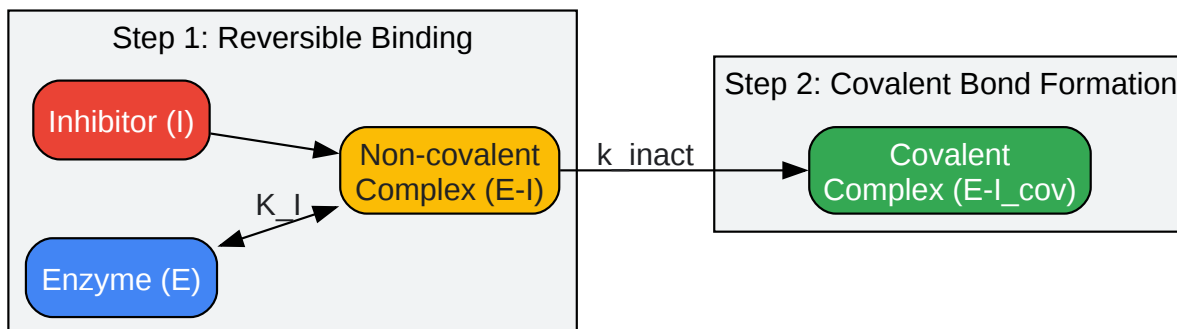 Step 1: Reversible Binding
Inhibitor (I)
Non-covalent
Complex (E-I)
K_I
Enzyme (E)
k_inact
Step 2: Covalent Bond Formation
Covalent
Complex (E-I_cov)